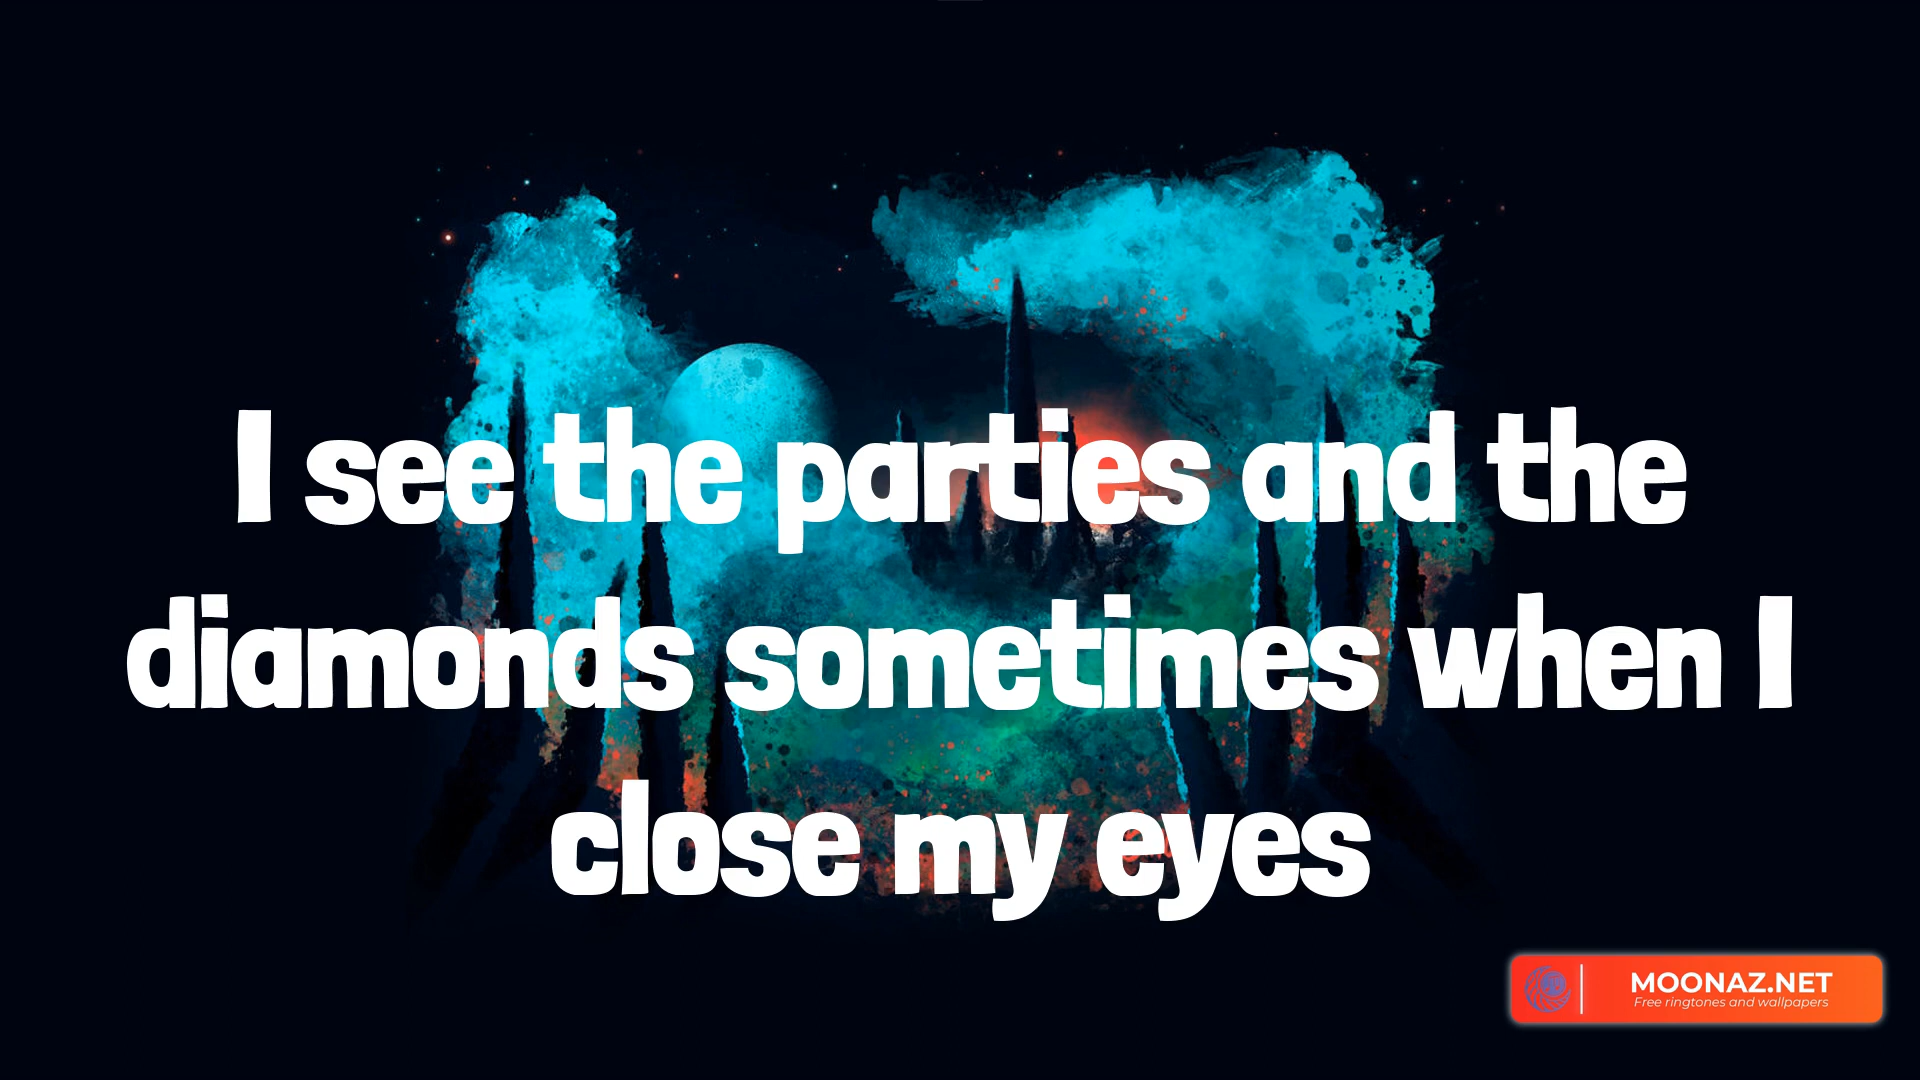 I see the parties and the
diamonds sometimes when I
close my eyes
MOONAZ.NET
Free ringtones and wallpapers